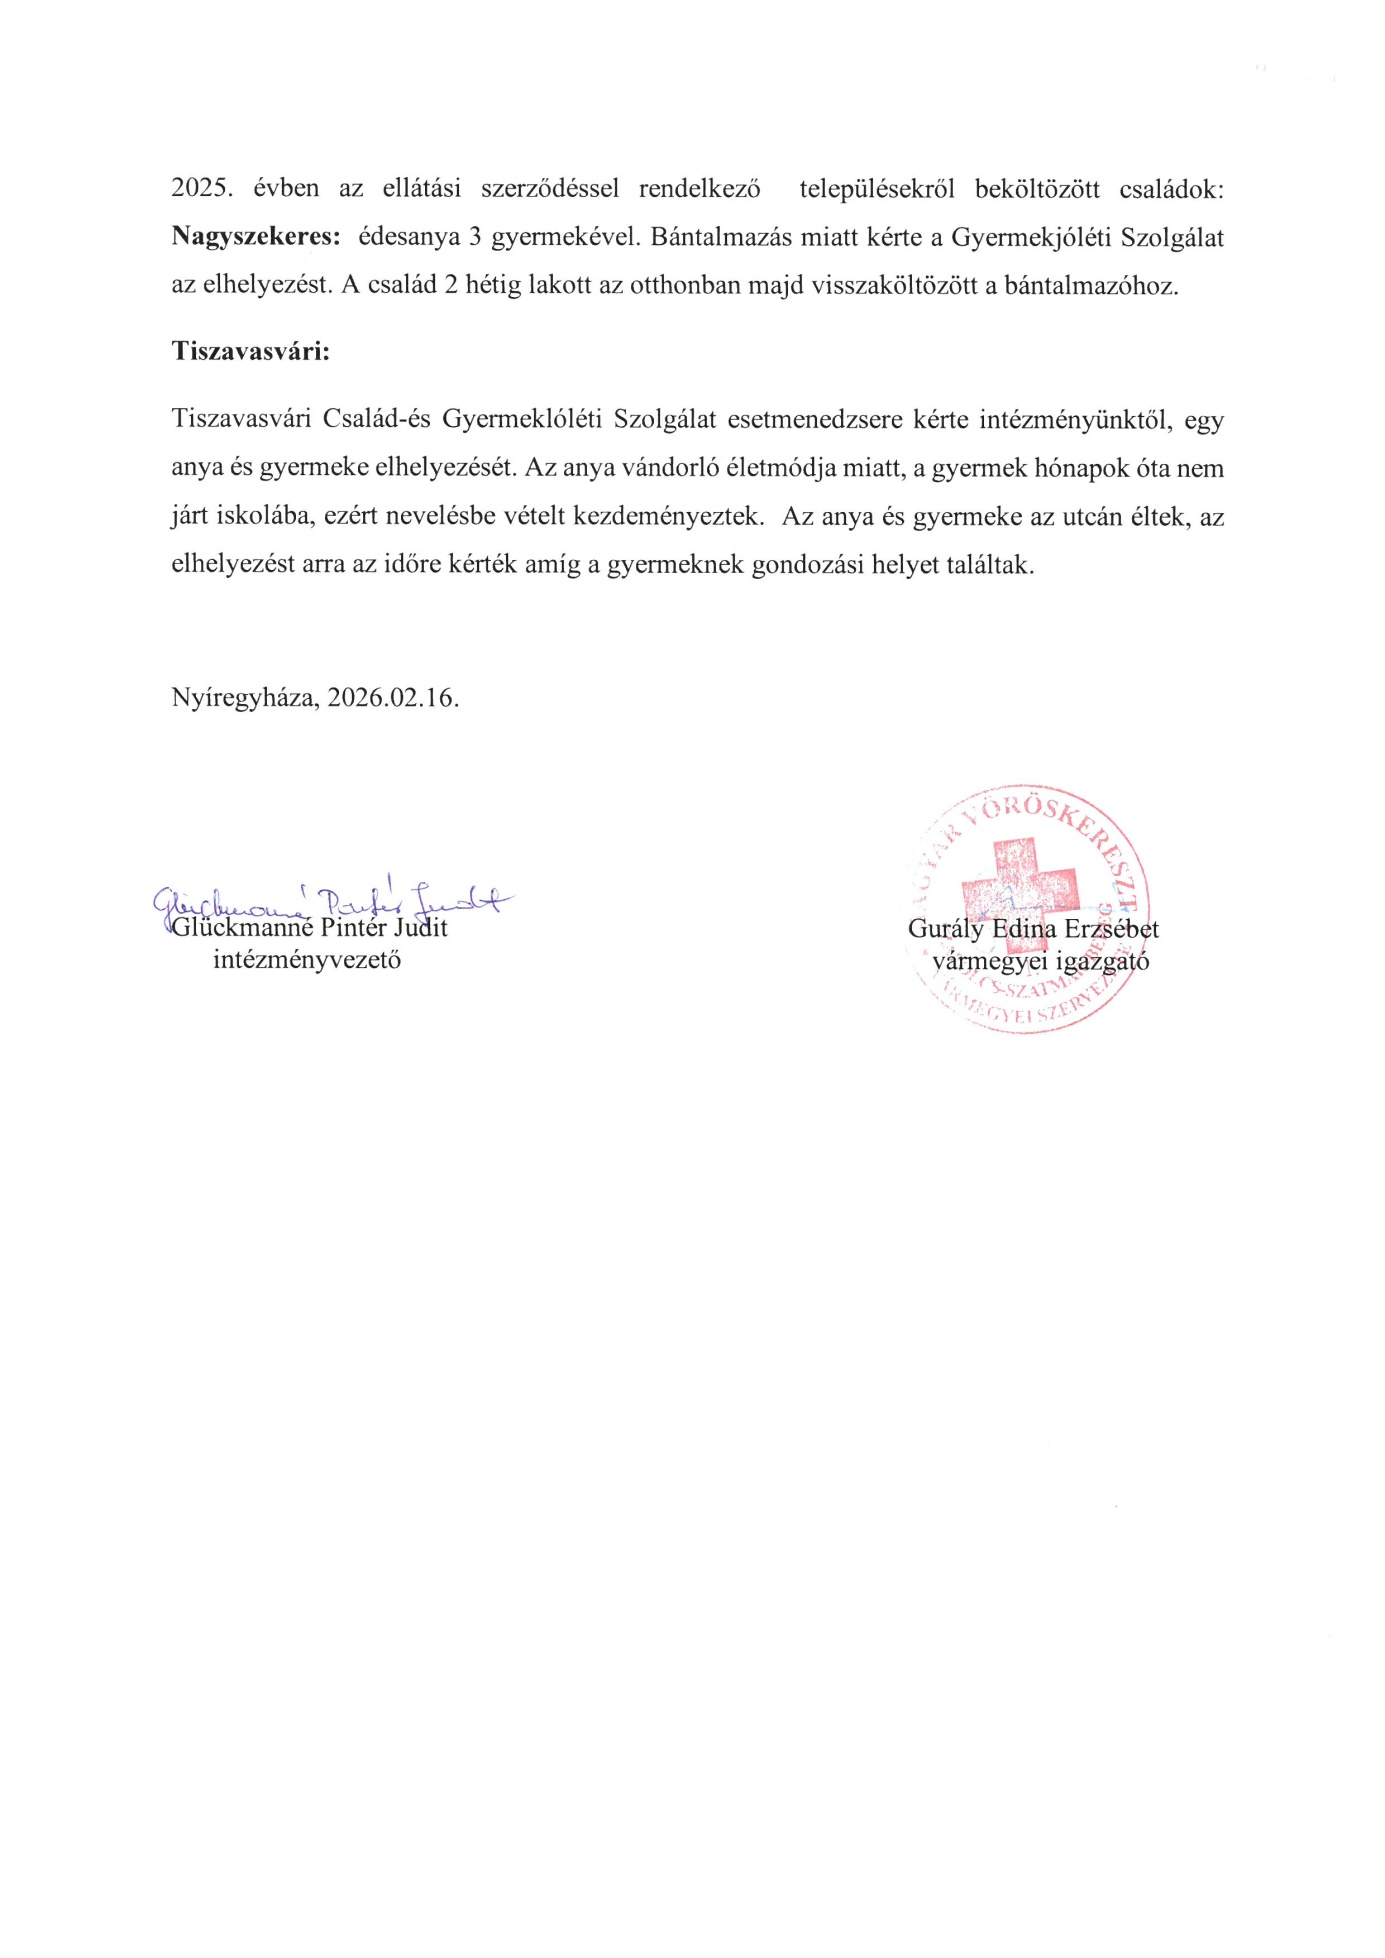 2025. évben az ellátási szerződéssel rendelkező településekről beköltözött családok:
Nagyszekeres: édesanya 3 gyermekével. Bántalmazás miatt kérte a Gyermekjóléti Szolgálat
az elhelyezést. A család 2 hétig lakott az otthonban majd visszaköltözött a bántalmazóhoz.
Tiszavasvári:
Tiszavasvári Család-és Gyermeklóléti Szolgálat esetmenedzsere kérte intézményünktől, egy
anya és gyermeke elhelyezését. Az anya vándorló életmódja miatt, a gyermek hónapok óta nem
járt iskolába, ezért nevelésbe vételt kezdeményeztek. Az anya és gyermeke az utcán éltek, az
elhelyezést arra az időre kérték amíg a gyermeknek gondozási helyet találtak.
Nyíregyháza, 2026.02.16.
Glückmanné Pintér Judit
Glückmanné Pintér Judit
intézményvezető
VÖRÖSKERESZT
Gurály Edina Erzsébet
vármegyei igazgató